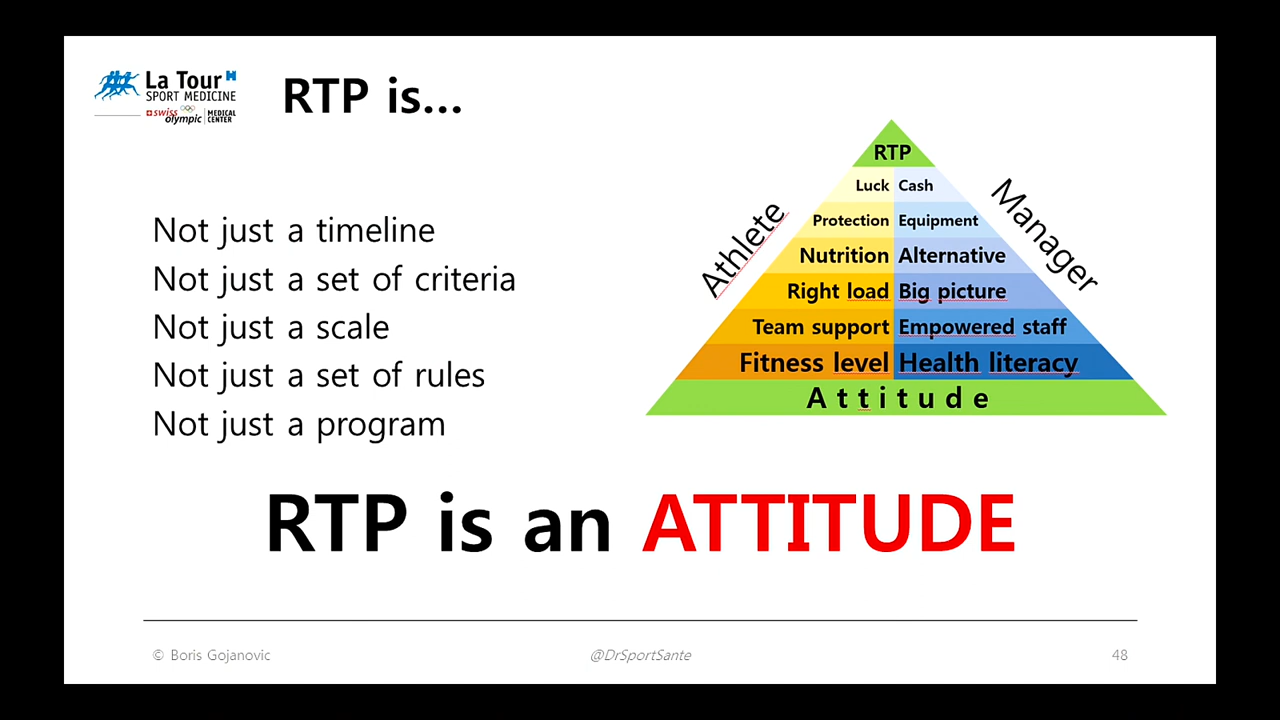 La Tour
SPORT MEDICINE
swiss olympic | MEDICAL CENTER
RTP is...
Not just a timeline
Not just a set of criteria
Not just a scale
Not just a set of rules
Not just a program
Athlete
Manager
RTP
Luck Cash
Protection Equipment
Nutrition Alternative
Right load Big picture
Team support Empowered staff
Fitness level Health literacy
Attitude
RTP is an ATTITUDE
© Boris Gojanovic
@DrSportSante
48